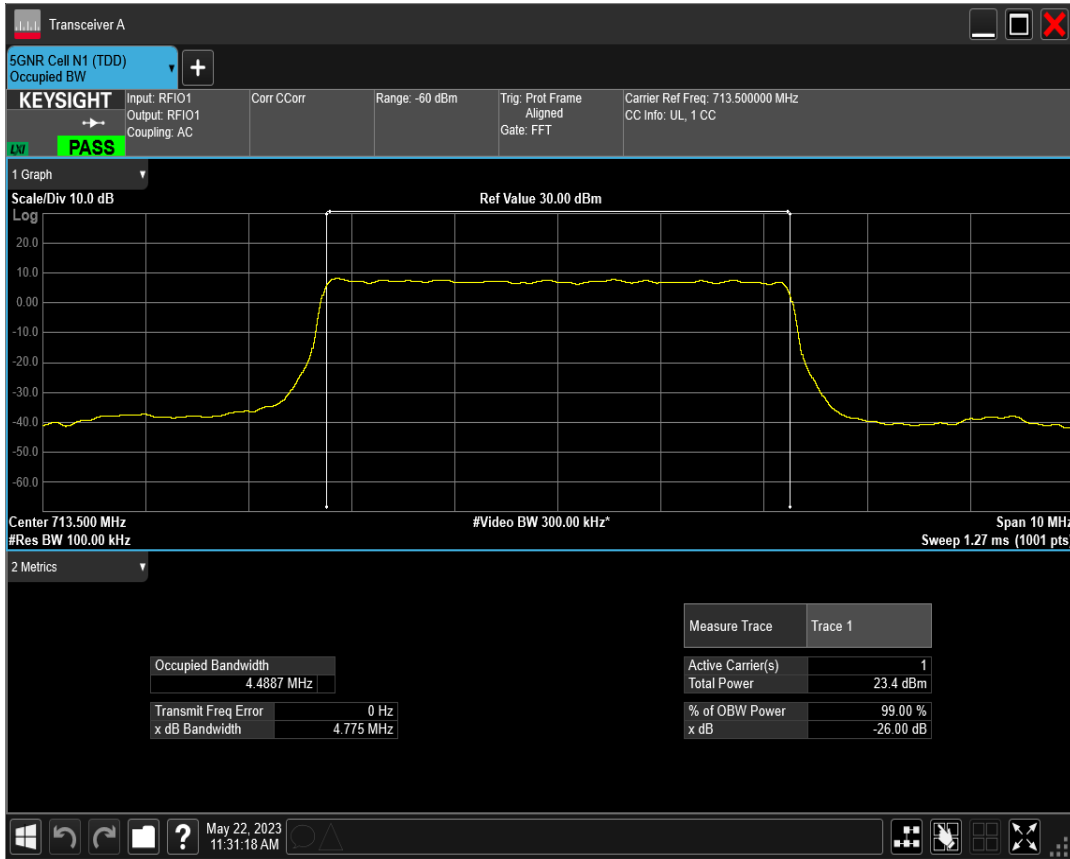 Transceiver A
5GNR Cell N1 (TDD)
Occupied BW
+
KEYSIGHT
LXI
PASS
Input: RFIO1
Output: RFIO1
Coupling: AC
Corr CCorr
Range: -60 dBm
Trig: Prot Frame
Aligned
Gate: FFT
Carrier Ref Freq: 713.500000 MHz
CC Info: UL, 1 CC
1 Graph
Scale/Div 10.0 dB
Ref Value 30.00 dBm
Log
20.0
10.0
0.00
-10.0
-20.0
-30.0
-40.0
-50.0
-60.0
Center 713.500 MHz
#Video BW 300.00 kHz*
Span 10 MHz
#Res BW 100.00 kHz
Sweep 1.27 ms (1001 pts)
2 Metrics
Measure Trace Trace 1
Occupied Bandwidth
4.4887 MHz
Active Carrier(s) 1
Total Power 23.4 dBm
Transmit Freq Error 0 Hz
x dB Bandwidth 4.775 MHz
% of OBW Power 99.00 %
x dB -26.00 dB
?
May 22, 2023
11:31:18 AM